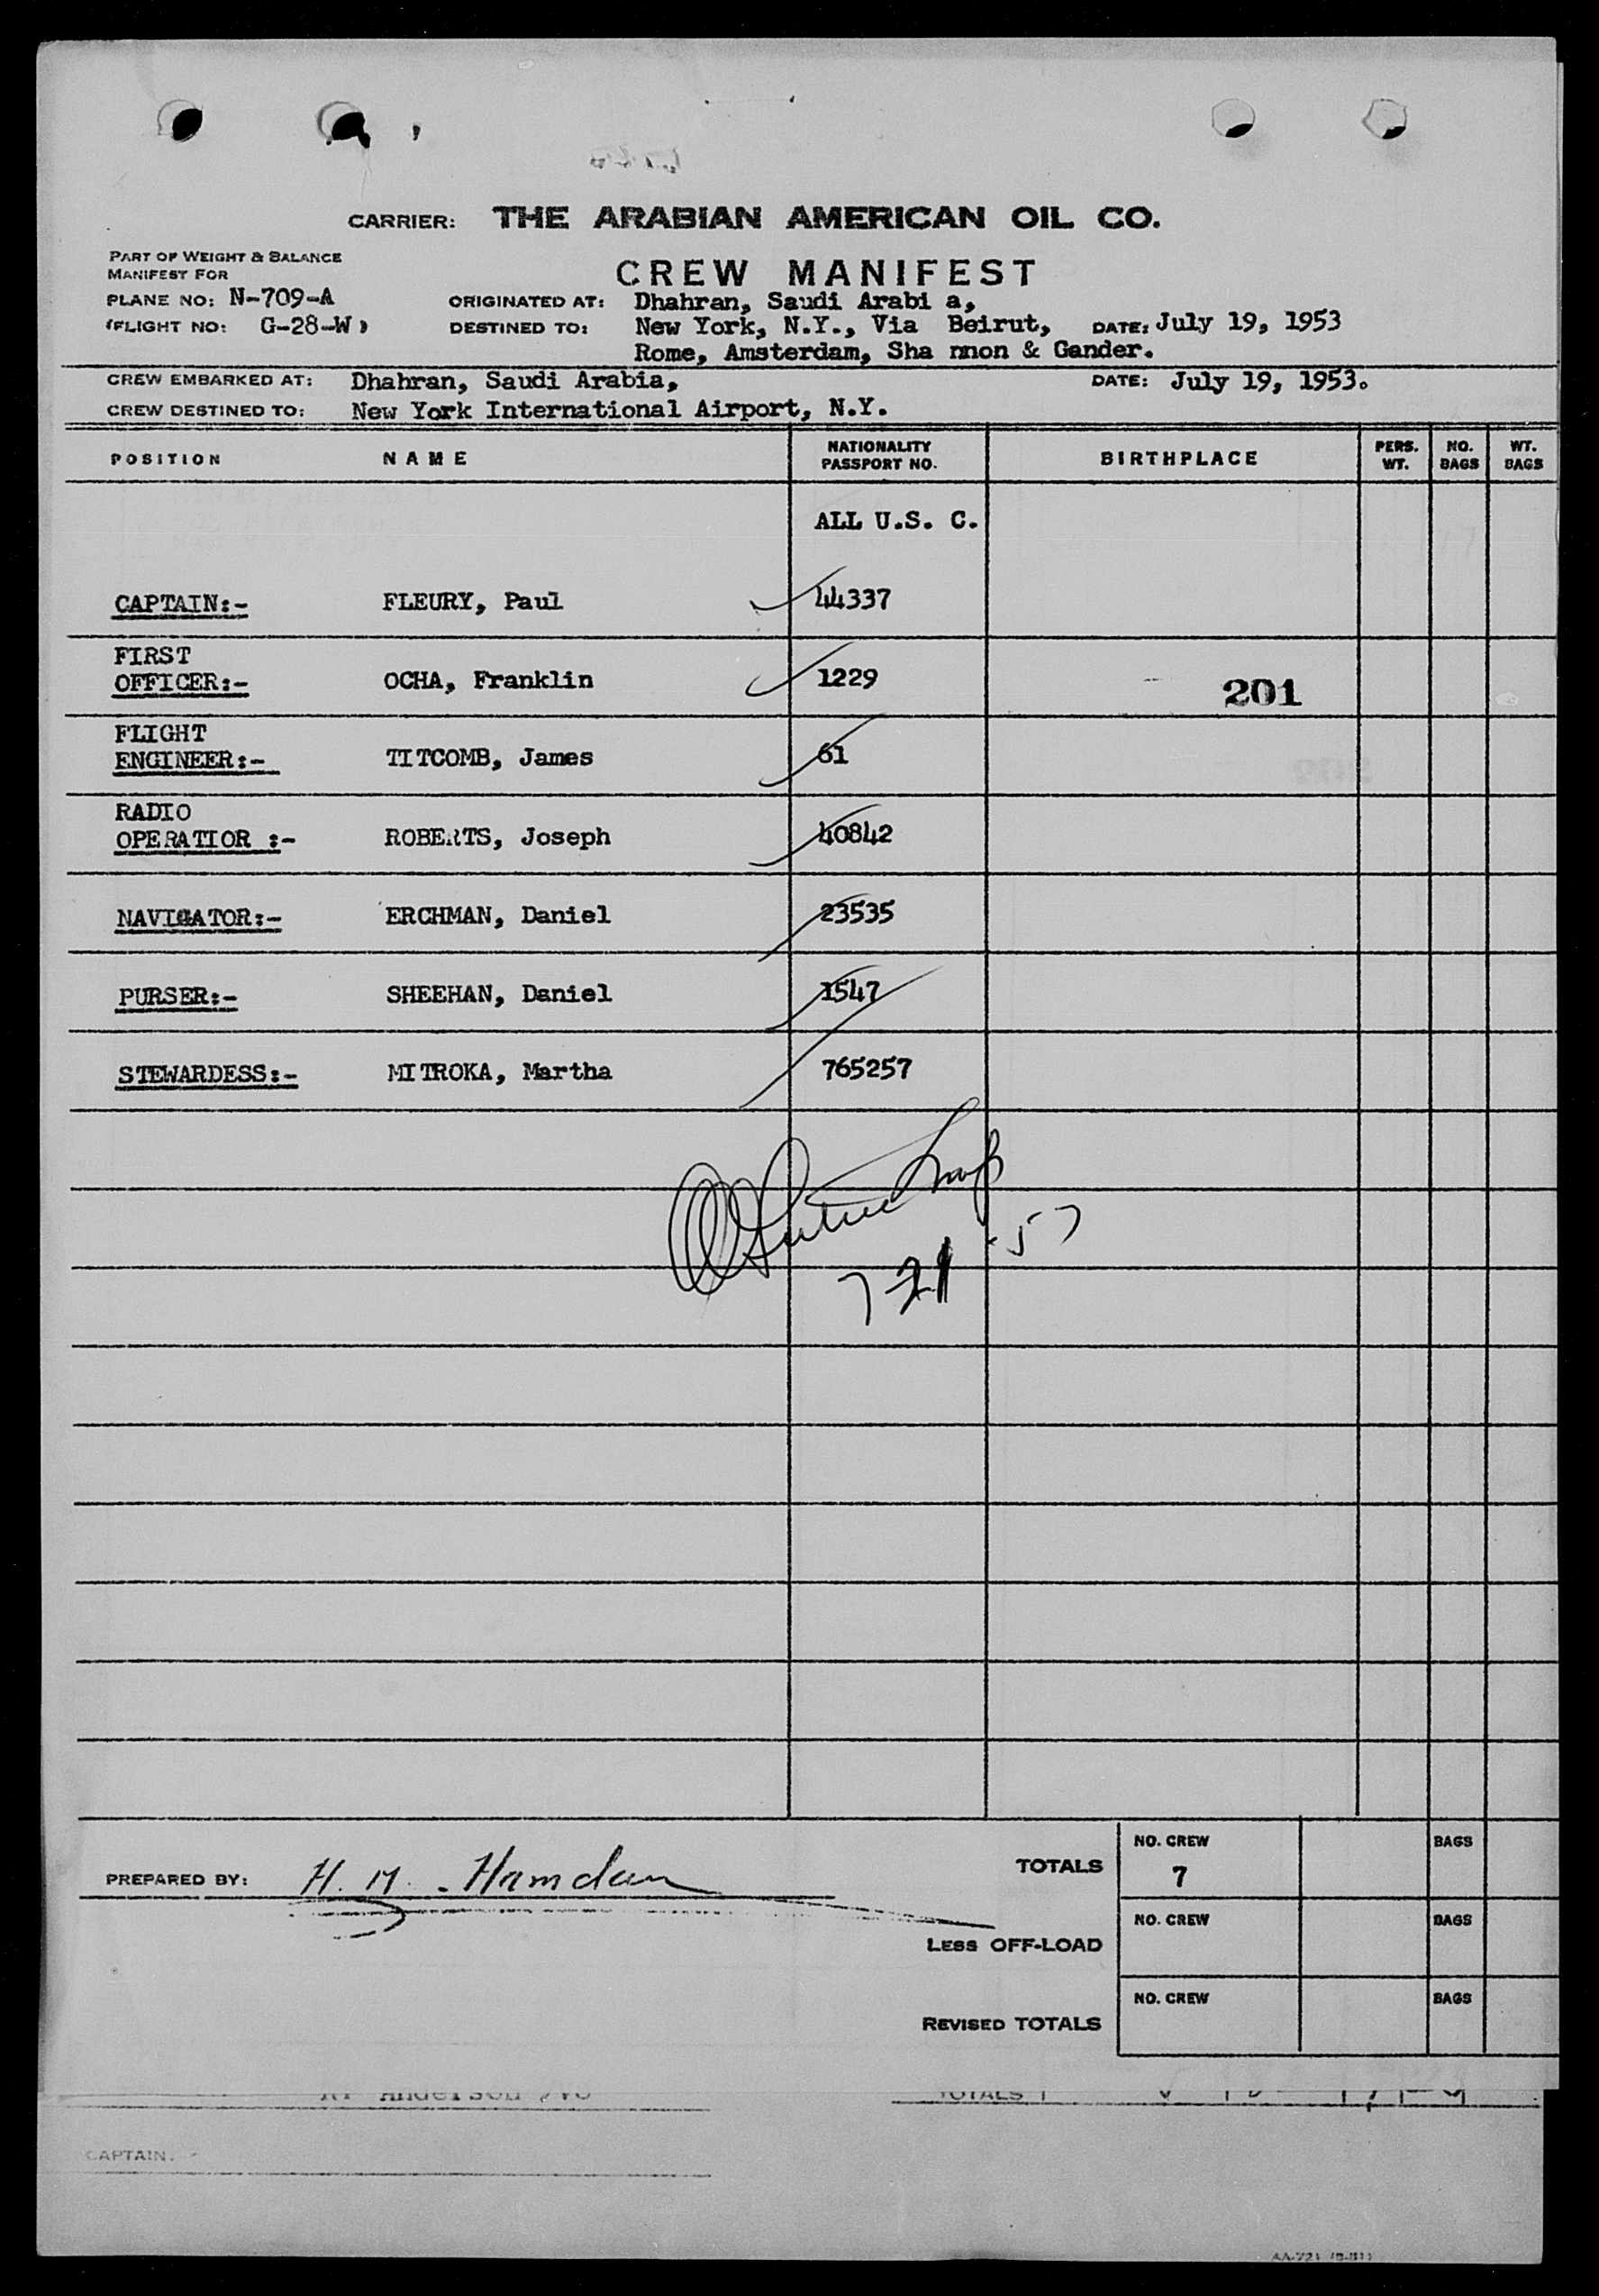 CARRIER: THE ARABIAN AMERICAN OIL CO.
PART OF WEIGHT & BALANCE
MANIFEST FOR
CREW MANIFEST
PLANE NO: N-709-A ORIGINATED AT: Dhahran, Saudi Arabi a,
(FLIGHT NO: G-28-W) DESTINED TO: New York, N.Y., Via Beirut, DATE: July 19, 1953
Rome, Amsterdam, Sha nnon & Gander.
CREW EMBARKED AT: Dhahran, Saudi Arabia, DATE: July 19, 1953.
CREW DESTINED TO: New York International Airport, N.Y.
POSITION NAME NATIONALITY PASSPORT NO. BIRTHPLACE PERS. WT. NO. BAGS WT. BAGS
ALL U.S. C.
CAPTAIN:- FLEURY, Paul 44337
FIRST
OFFICER:- OCHA, Franklin 1229 201
FLIGHT
ENGINEER:- TITCOMB, James 61
RADIO
OPERATIOR :- ROBERTS, Joseph 40842
NAVIGATOR:- ERCHMAN, Daniel 23535
PURSER:- SHEEHAN, Daniel 1547
STEWARDESS:- MITROKA, Martha 765257
7 21 -53
NO. CREW BAGS
PREPARED BY: H. M. Hamdan TOTALS 7
NO. CREW BAGS
LESS OFF-LOAD
NO. CREW BAGS
REVISED TOTALS
TOTALS
CAPTAIN.